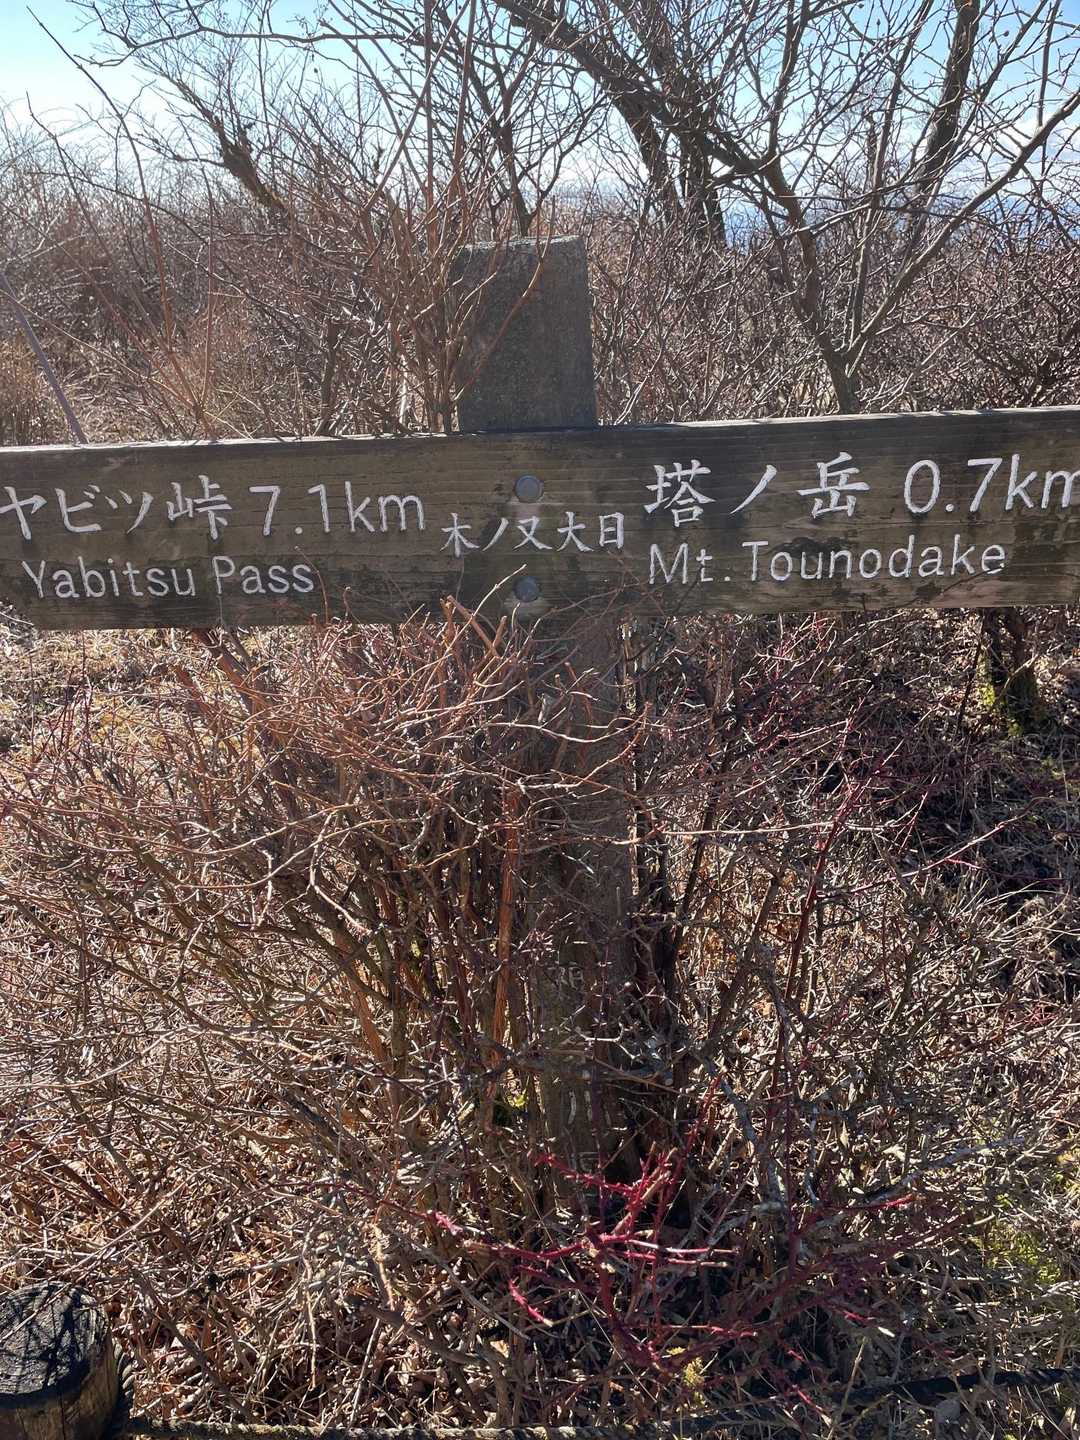 ヤビツ峠 7.1km
Yabitsu Pass
木ノ又大日
塔ノ岳 0.7km
Mt. Tounodake